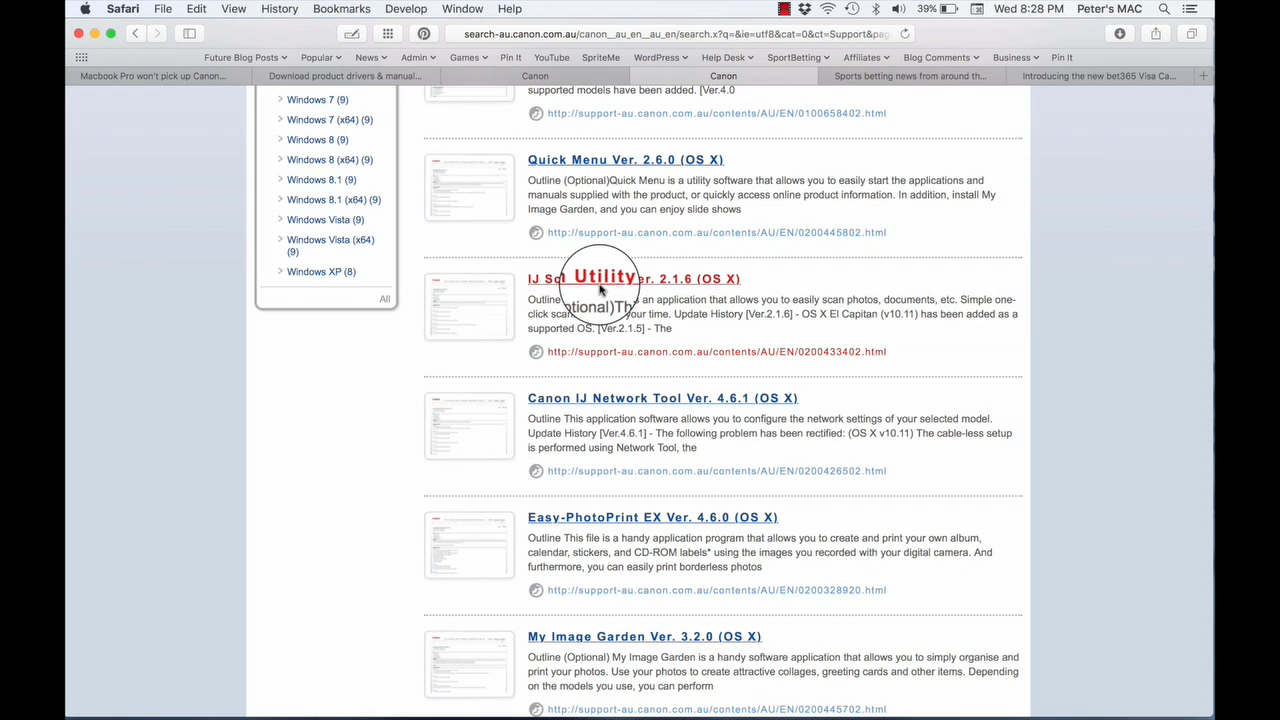 Safari File Edit View History Bookmarks Develop Window Help 39% Wed 8:28 PM Peter's MAC
search-au.canon.com.au/canon__au_en__au_en/search.x?q=&ie=utf8&cat=0&ct=Support&pag
Future Blog Posts Popular News Admin Games Pin It YouTube SpriteMe WordPress Help Desk SportBetting Affiliates Blog Comments Business Pin It
Macbook Pro won't pick up Canon... Download product drivers & manual... Canon Canon Sports betting news from around th... Introducing the new bet365 Visa Ca...
Windows 7 (9)
Windows 7 (x64) (9)
Windows 8 (9)
Windows 8 (x64) (9)
Windows 8.1 (9)
Windows 8.1 (x64) (9)
Windows Vista (9)
Windows Vista (x64)
(9)
Windows XP (8)
All
supported models have been added. [Ver.4.0
http://support-au.canon.com.au/contents/AU/EN/0100658402.html
Quick Menu Ver. 2.6.0 (OS X)
Outline (Optional)Quick Menu is a utility software that allows you to easily start the applications and
manuals supplied with the product, or quickly access online product information. In addition, install My
Image Garden, and you can enjoy slide shows
http://support-au.canon.com.au/contents/AU/EN/0200445802.html
IJ Utility er. 2.1.6 (OS X)
Outline tional)Th s an application that allows you to easily scan photos, documents, etc. Simple one-
click your time. Update History [Ver.2.1.6] - OS X El Capitan (10.11) has been added as a
supported OS. 2.1.5] - The
http://support-au.canon.com.au/contents/AU/EN/0200433402.html
Canon IJ Network Tool Ver. 4.6.1 (OS X)
Outline This application software allows you to configure the network setting of your selected model.
Update History [Ver.4.6.1] - The following problem has been rectified: (OS X v10.11) The cable-less setup
is performed using Network Tool, the
http://support-au.canon.com.au/contents/AU/EN/0200426502.html
Easy-PhotoPrint EX Ver. 4.6.0 (OS X)
Outline This file is a handy application program that allows you to create and print your own album,
calendar, stickers and CD-ROM labels using the images you recorded with your digital camera. And
furthermore, you can easily print borderless photos
http://support-au.canon.com.au/contents/AU/EN/0200328920.html
My Image Garden Ver. 3.2.0 (OS X)
Outline (Optional)My Image Garden is a handy software application that allows you to simply organise and
print your photos. Use your photos to create attractive collages, greeting cards and other items. Depending
on the models you use, you can perform
http://support-au.canon.com.au/contents/AU/EN/0200445702.html